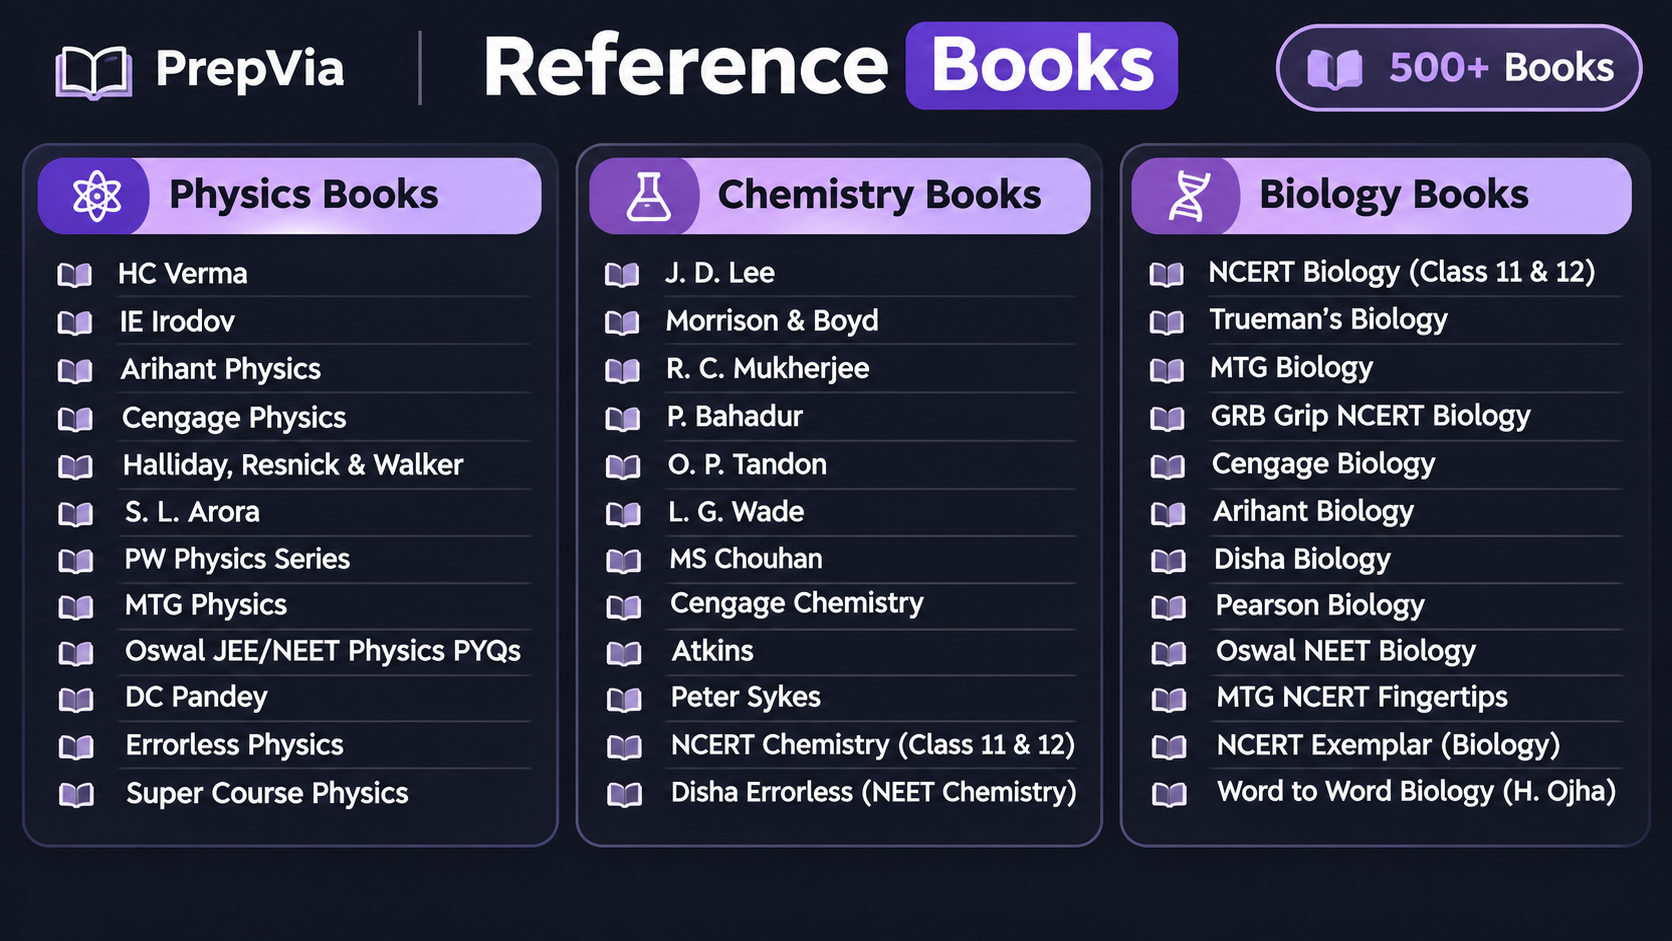 PrepVia
Reference Books
500+ Books
Physics Books
HC Verma
IE Irodov
Arihant Physics
Cengage Physics
Halliday, Resnick & Walker
S. L. Arora
PW Physics Series
MTG Physics
Oswal JEE/NEET Physics PYQs
DC Pandey
Errorless Physics
Super Course Physics
Chemistry Books
J. D. Lee
Morrison & Boyd
R. C. Mukherjee
P. Bahadur
O. P. Tandon
L. G. Wade
MS Chouhan
Cengage Chemistry
Atkins
Peter Sykes
NCERT Chemistry (Class 11 & 12)
Disha Errorless (NEET Chemistry)
Biology Books
NCERT Biology (Class 11 & 12)
Trueman’s Biology
MTG Biology
GRB Grip NCERT Biology
Cengage Biology
Arihant Biology
Disha Biology
Pearson Biology
Oswal NEET Biology
MTG NCERT Fingertips
NCERT Exemplar (Biology)
Word to Word Biology (H. Ojha)